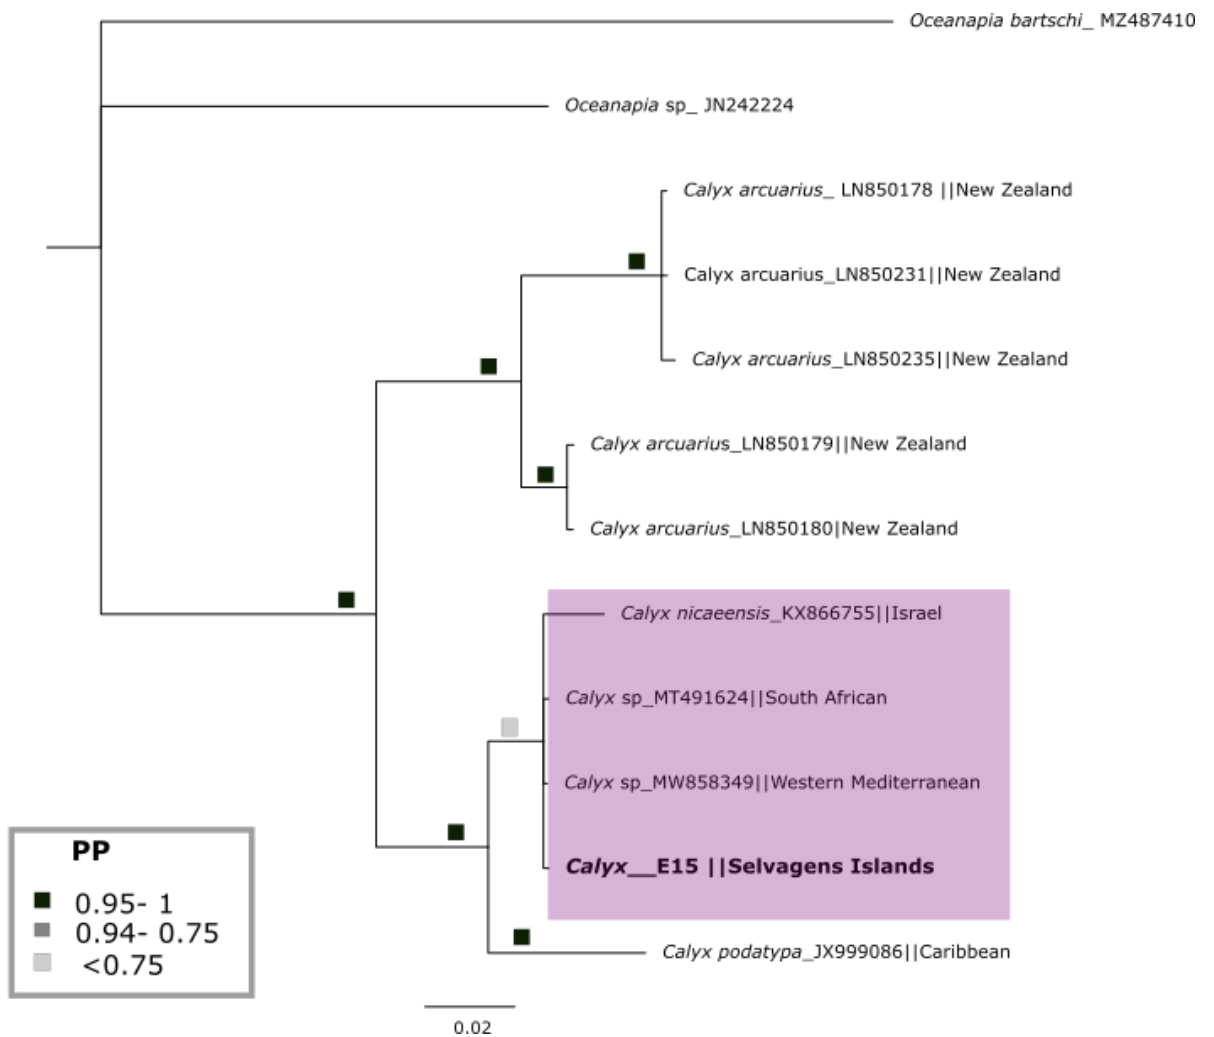 Oceanapia bartschi_ MZ487410
Oceanapia sp_ JN242224
Calyx arcuarius_ LN850178 ||New Zealand
Calyx arcuarius_LN850231||New Zealand
Calyx arcuarius_LN850235||New Zealand
Calyx arcuarius_LN850179||New Zealand
Calyx arcuarius_LN850180|New Zealand
Calyx nicaeensis_KX866755||Israel
Calyx sp_MT491624||South African
Calyx sp_MW858349||Western Mediterranean
Calyx__E15 ||Selvagens Islands
Calyx podatypa_JX999086||Caribbean
PP
0.95- 1
0.94- 0.75
<0.75
0.02